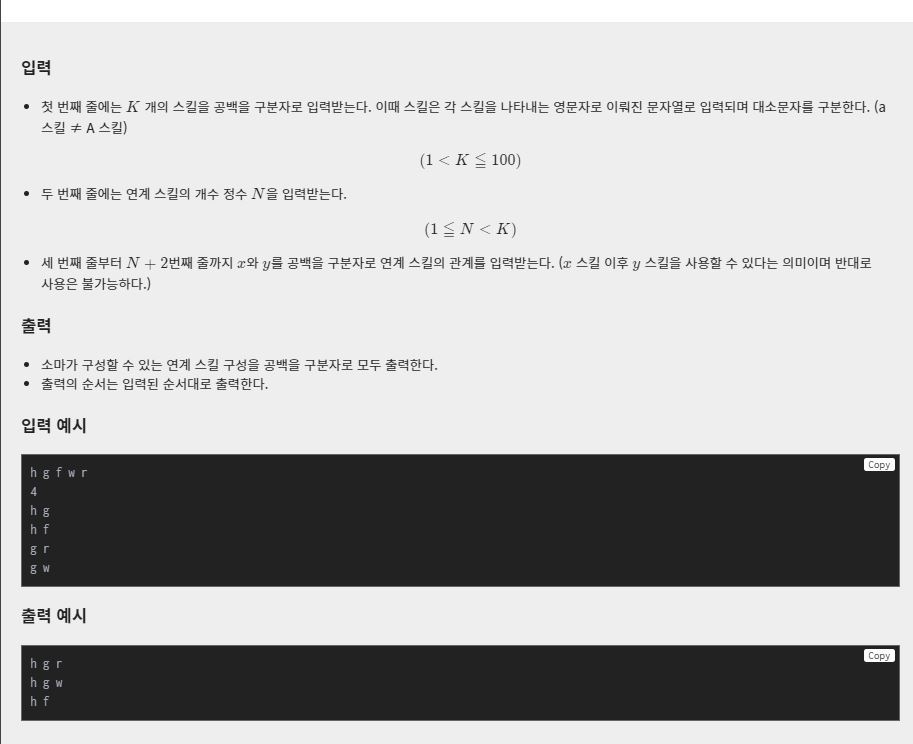 입력
첫 번째 줄에는 K 개의 스킬을 공백을 구분자로 입력받는다. 이때 스킬은 각 스킬을 나타내는 영문자로 이뤄진 문자열로 입력되며 대소문자를 구분한다. (a
스킬 ≠ A 스킬)
(1 < K ≦ 100)
두 번째 줄에는 연계 스킬의 개수 정수 N을 입력받는다.
(1 ≦ N < K)
세 번째 줄부터 N + 2번째 줄까지 x와 y를 공백을 구분자로 연계 스킬의 관계를 입력받는다. (x 스킬 이후 y 스킬을 사용할 수 있다는 의미이며 반대로
사용은 불가능하다.)
출력
소마가 구성할 수 있는 연계 스킬 구성을 공백을 구분자로 모두 출력한다.
출력의 순서는 입력된 순서대로 출력한다.
입력 예시
Copy
h g f w r
4
h g
h f
g r
g w
출력 예시
Copy
h g r
h g w
h f